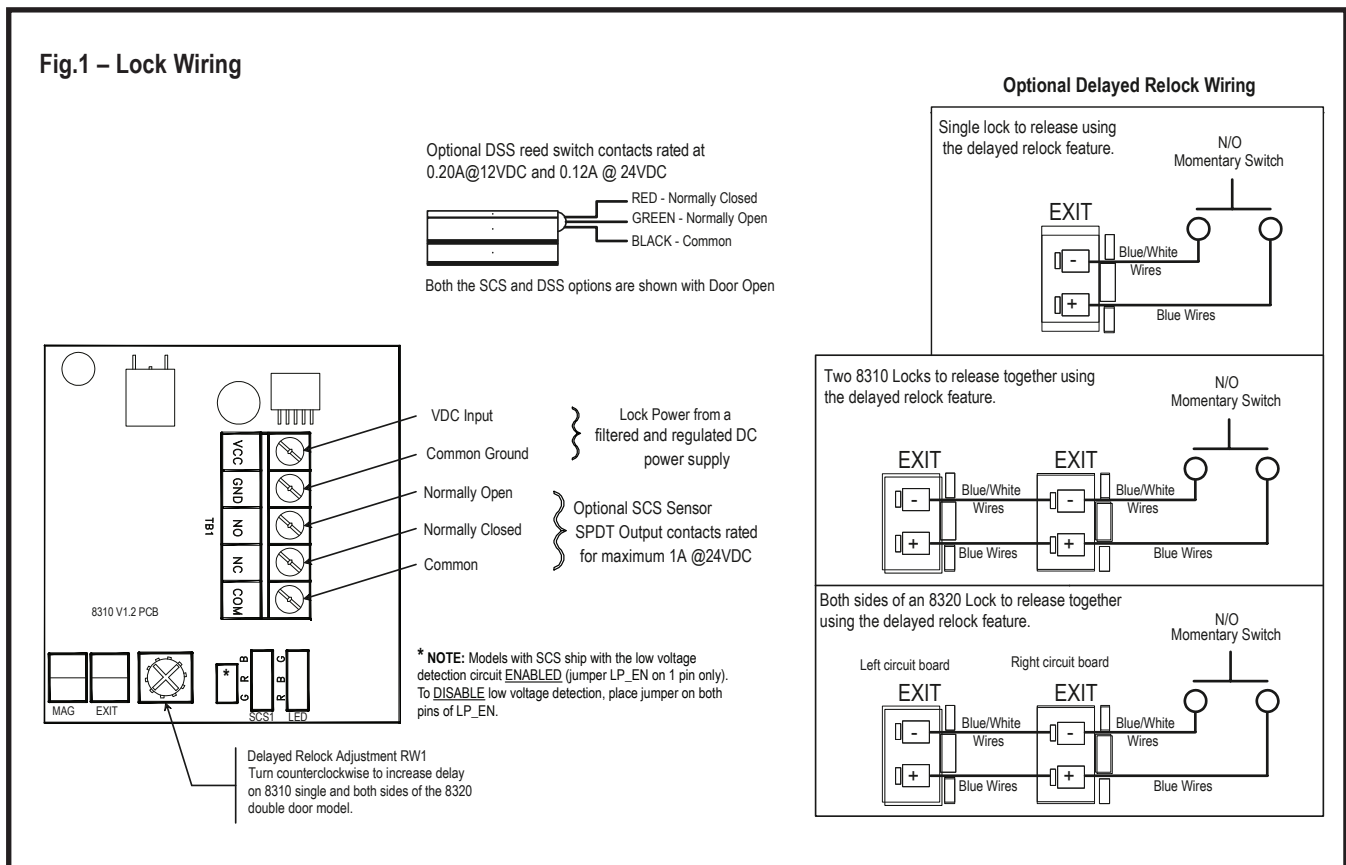 Fig.1 – Lock Wiring
Optional DSS reed switch contacts rated at
0.20A@12VDC and 0.12A @ 24VDC
RED - Normally Closed
GREEN - Normally Open
BLACK - Common
Both the SCS and DSS options are shown with Door Open
VCC
GND
NO
NC
COM
TB1
8310 V1.2 PCB
MAG
EXIT
*
G R B
SCS1
R B G
LED
VDC Input
Common Ground
Normally Open
Normally Closed
Common
Lock Power from a
filtered and regulated DC
power supply
Optional SCS Sensor
SPDT Output contacts rated
for maximum 1A @24VDC
* NOTE: Models with SCS ship with the low voltage
detection circuit ENABLED (jumper LP_EN on 1 pin only).
To DISABLE low voltage detection, place jumper on both
pins of LP_EN.
Delayed Relock Adjustment RW1
Turn counterclockwise to increase delay
on 8310 single and both sides of the 8320
double door model.
Optional Delayed Relock Wiring
Single lock to release using
the delayed relock feature.
N/O
Momentary Switch
EXIT
-
+
Blue/White
Wires
Blue Wires
Two 8310 Locks to release together using
the delayed relock feature.
N/O
Momentary Switch
EXIT
EXIT
-
Blue/White
Wires
-
Blue/White
Wires
+
Blue Wires
+
Blue Wires
Both sides of an 8320 Lock to release together
using the delayed relock feature.
N/O
Momentary Switch
Left circuit board
Right circuit board
EXIT
EXIT
-
Blue/White
Wires
-
Blue/White
Wires
+
Blue Wires
+
Blue Wires